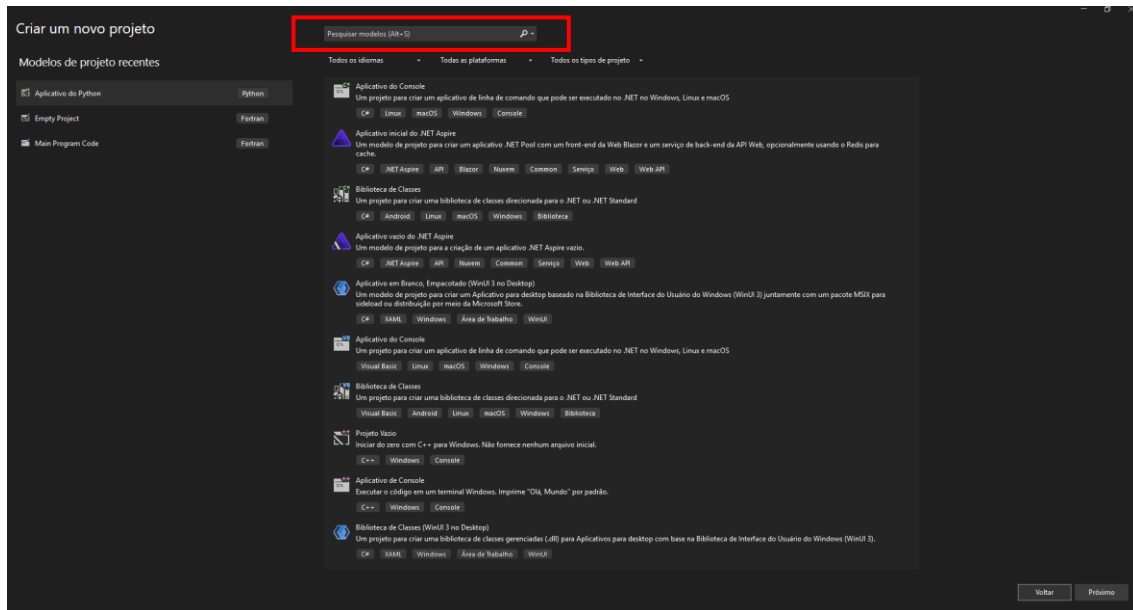 Criar um novo projeto
Pesquisar modelos (Alt+S)
Modelos de projeto recentes
Todos os idiomas Todas as plataformas Todos os tipos de projeto
Aplicativo do Python Python
Empty Project Fortran
Main Program Code Fortran
Aplicativo do Console
Um projeto para criar um aplicativo de linha de comando que pode ser executado no .NET no Windows, Linux e macOS
C# Linux macOS Windows Console
Aplicativo inicial do .NET Aspire
Um modelo de projeto para criar um aplicativo .NET Pool com um front-end da Web Blazor e um serviço de back-end da API Web, opcionalmente usando o Redis para
cache.
C# .NET Aspire API Blazor Nuvem Common Serviço Web Web API
Biblioteca de Classes
Um projeto para criar uma biblioteca de classes direcionada para o .NET ou .NET Standard
C# Android Linux macOS Windows Biblioteca
Aplicativo vazio do .NET Aspire
Um modelo de projeto para a criação de um aplicativo .NET Aspire vazio.
C# .NET Aspire API Nuvem Common Serviço Web Web API
Aplicativo em Branco, Empacotado (WinUI 3 no Desktop)
Um modelo de projeto para criar um Aplicativo para desktop baseado na Biblioteca de Interface do Usuário do Windows (WinUI 3) juntamente com um pacote MSIX para
sideload ou distribuição por meio da Microsoft Store.
C# XAML Windows Área de Trabalho WinUI
Aplicativo do Console
Um projeto para criar um aplicativo de linha de comando que pode ser executado no .NET no Windows, Linux e macOS
Visual Basic Linux macOS Windows Console
Biblioteca de Classes
Um projeto para criar uma biblioteca de classes direcionada para o .NET ou .NET Standard
Visual Basic Android Linux macOS Windows Biblioteca
Projeto Vazio
Iniciar do zero com C++ para Windows. Não fornece nenhum arquivo inicial.
C++ Windows Console
Aplicativo de Console
Executar o código em um terminal Windows. Imprime "Olá, Mundo" por padrão.
C++ Windows Console
Biblioteca de Classes (WinUI 3 no Desktop)
Um projeto para criar uma biblioteca de classes gerenciadas (.dll) para Aplicativos para desktop com base na Biblioteca de Interface do Usuário do Windows (WinUI 3).
C# XAML Windows Área de Trabalho WinUI
Voltar Próximo